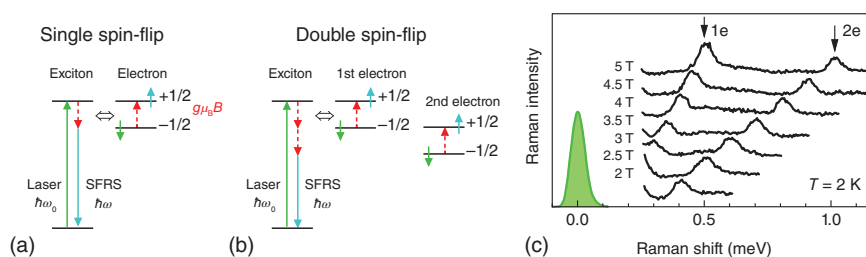 Single spin-flip
Exciton
Electron
+1/2
gμ_B B
⇔
−1/2
Laser
ħω₀
SFRS
ħω
(a)
Double spin-flip
Exciton
1st electron
+1/2
⇔
−1/2
2nd electron
+1/2
−1/2
Laser
ħω₀
SFRS
ħω
(b)
Raman intensity
1e
2e
5 T
4.5 T
4 T
3.5 T
3 T
2.5 T
2 T
T = 2 K
0.0 0.5 1.0
Raman shift (meV)
(c)